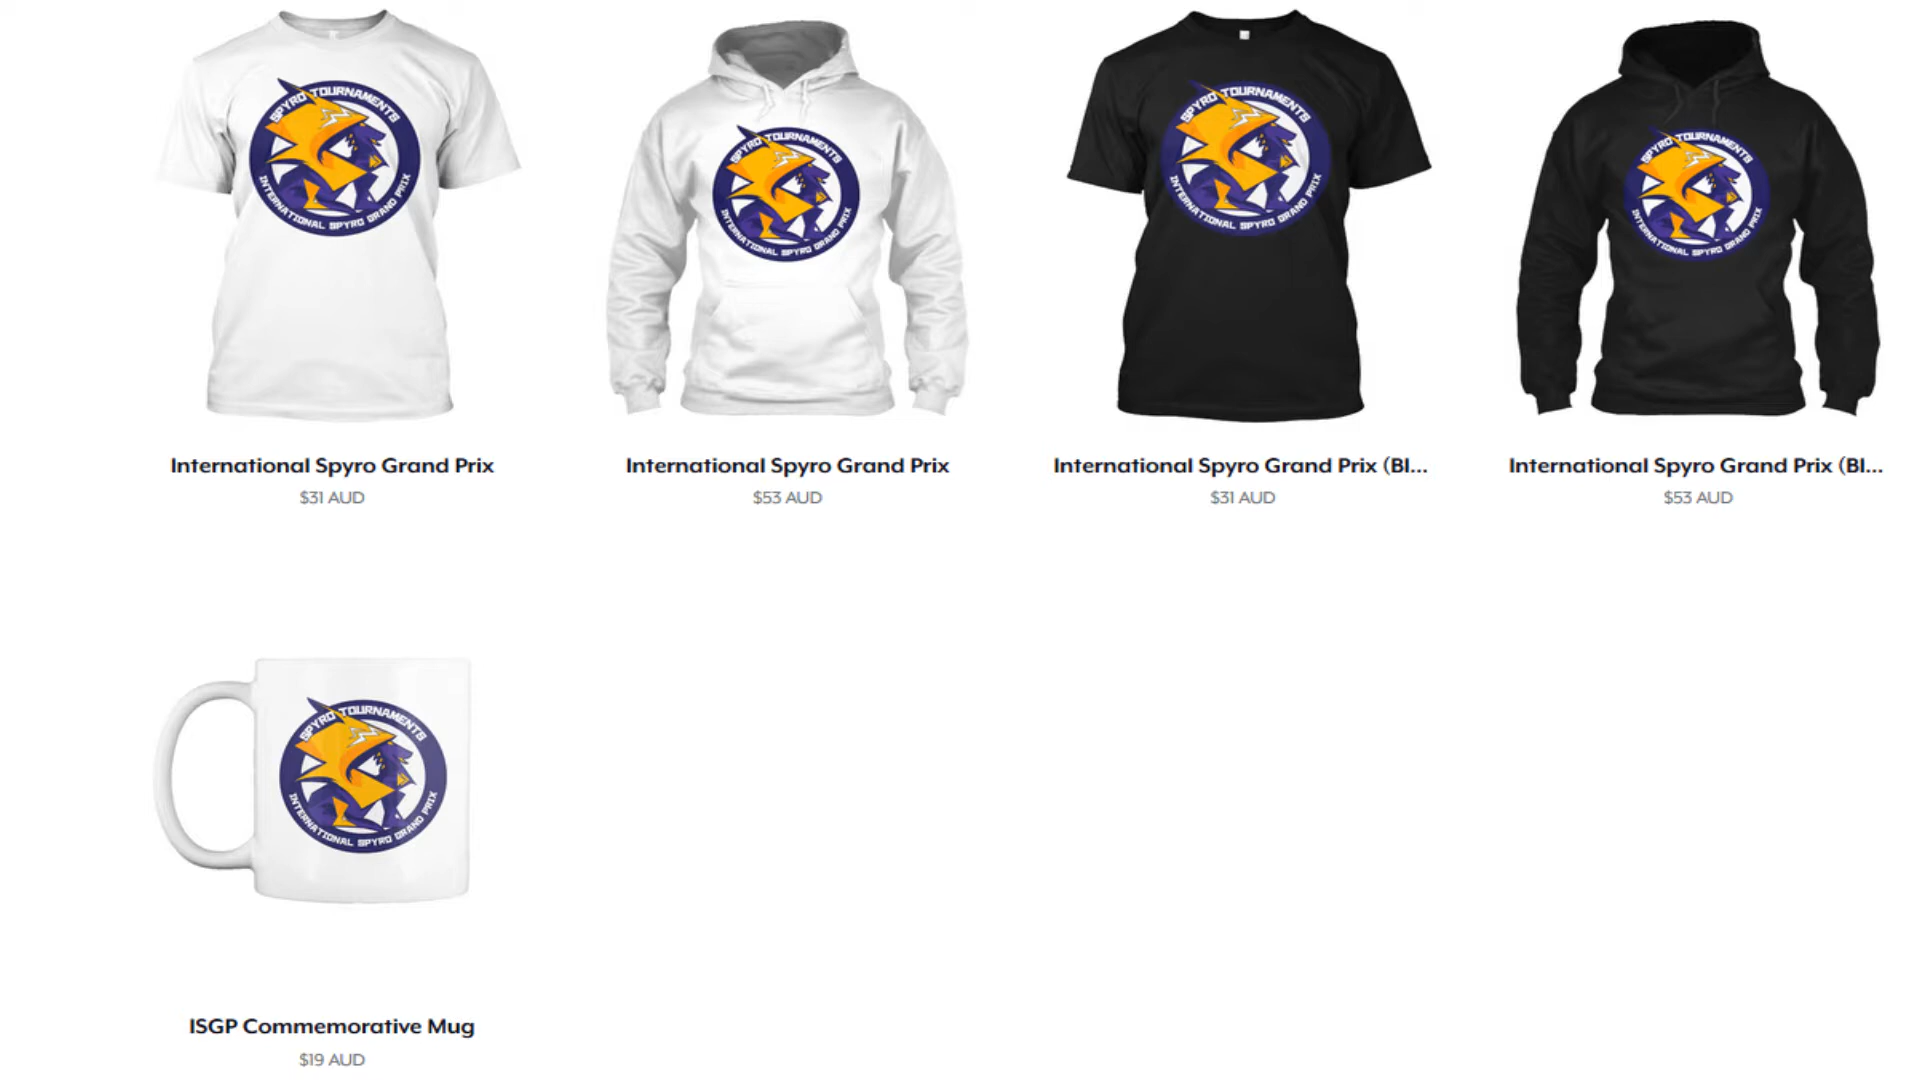 SPYRO TOURNAMENTS
INTERNATIONAL SPYRO GRAND PRIX
SPYRO TOURNAMENTS
INTERNATIONAL SPYRO GRAND PRIX
SPYRO TOURNAMENTS
INTERNATIONAL SPYRO GRAND PRIX
SPYRO TOURNAMENTS
INTERNATIONAL SPYRO GRAND PRIX
International Spyro Grand Prix
$31 AUD
International Spyro Grand Prix
$53 AUD
International Spyro Grand Prix (Bl...
$31 AUD
International Spyro Grand Prix (Bl...
$53 AUD
SPYRO TOURNAMENTS
INTERNATIONAL SPYRO GRAND PRIX
ISGP Commemorative Mug
$19 AUD